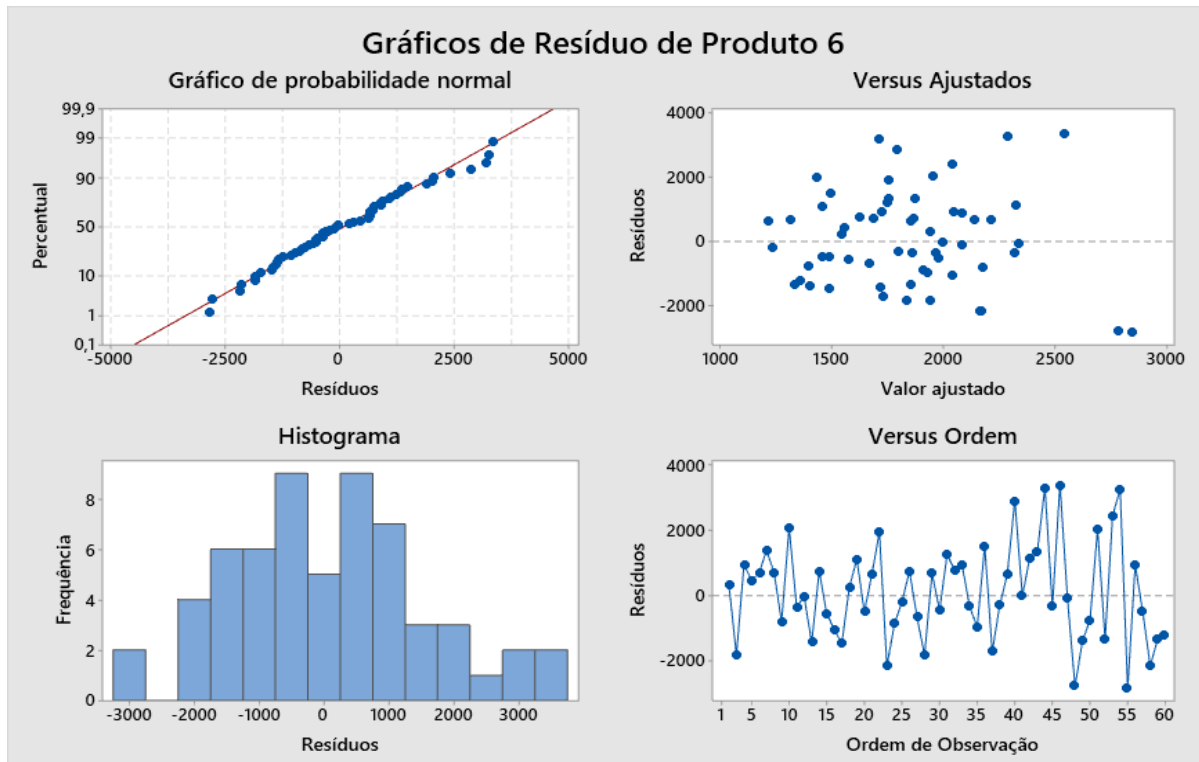 Gráficos de Resíduo de Produto 6
Gráfico de probabilidade normal
99,9
99
90
50
10
1
0,1
Percentual
-5000 -2500 0 2500 5000
Resíduos
Versus Ajustados
4000
2000
0
-2000
Resíduos
1000 1500 2000 2500 3000
Valor ajustado
Histograma
8
6
4
2
0
Frequência
-3000 -2000 -1000 0 1000 2000 3000
Resíduos
Versus Ordem
4000
2000
0
-2000
Resíduos
1 5 10 15 20 25 30 35 40 45 50 55 60
Ordem de Observação